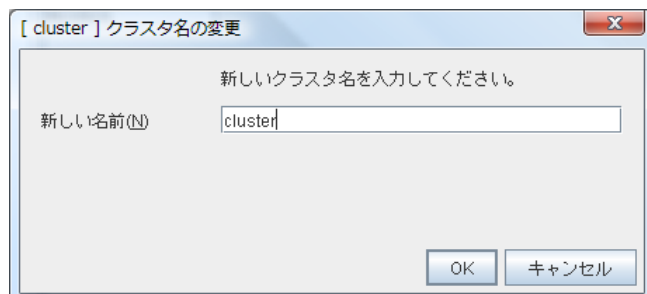 [ cluster ] クラスタ名の変更
新しいクラスタ名を入力してください。
新しい名前(N)
cluster
OK
キャンセル